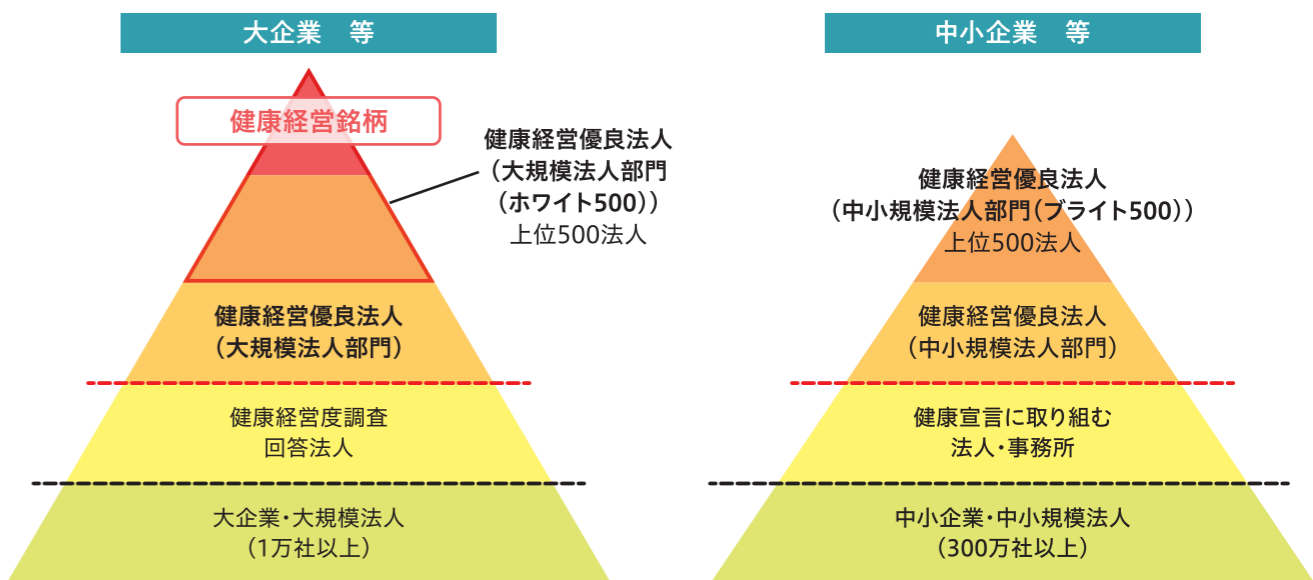 大企業　等
健康経営銘柄
健康経営優良法人
（大規模法人部門
（ホワイト500））
上位500法人
健康経営優良法人
（大規模法人部門）
健康経営度調査
回答法人
大企業・大規模法人
（1万社以上）
中小企業　等
健康経営優良法人
（中小規模法人部門（ブライト500））
上位500法人
健康経営優良法人
（中小規模法人部門）
健康宣言に取り組む
法人・事務所
中小企業・中小規模法人
（300万社以上）